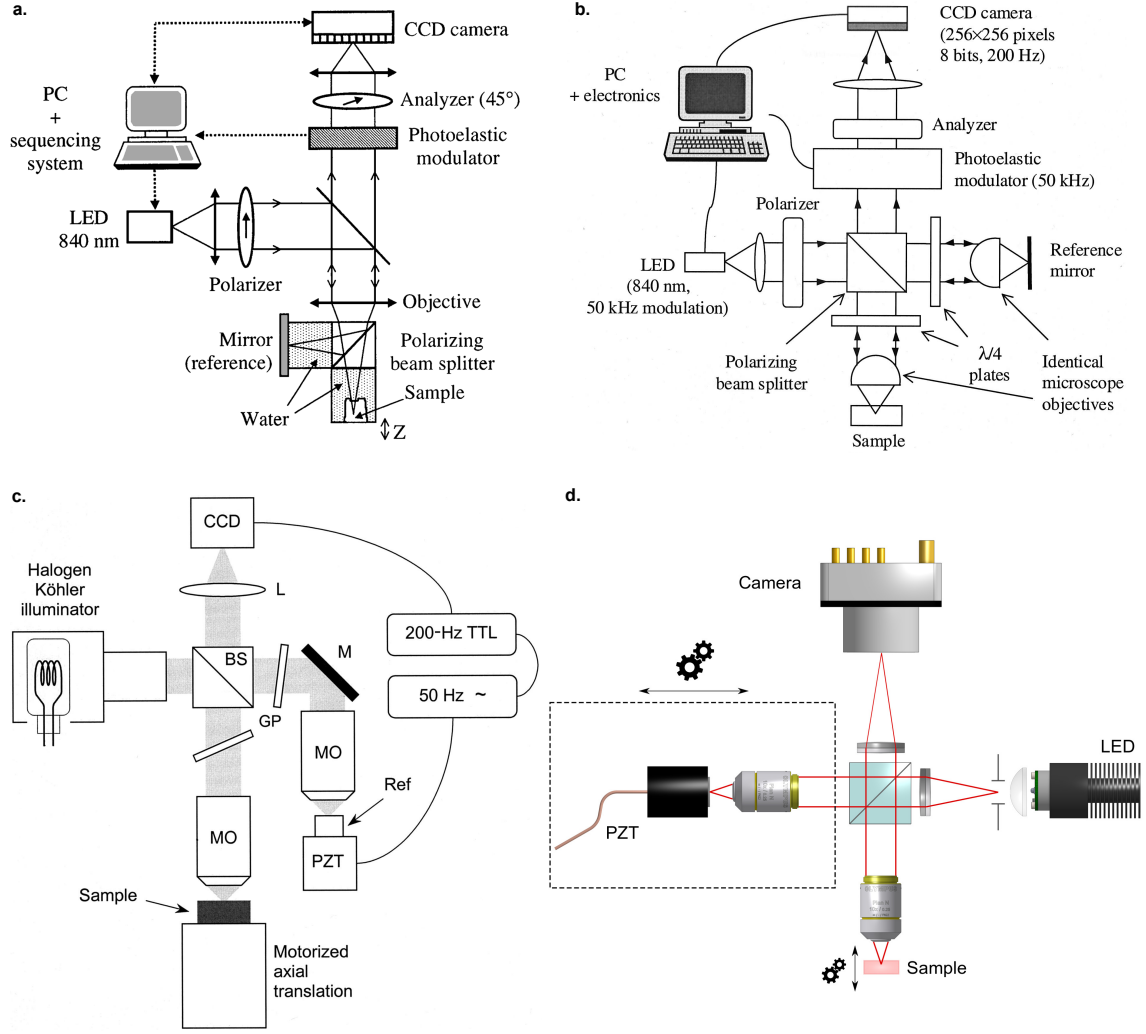 a.
CCD camera
Analyzer (45°)
Photoelastic
modulator
PC
+
sequencing
system
LED
840 nm
Polarizer
Objective
Mirror
(reference)
Polarizing
beam splitter
Water
Sample
Z
b.
CCD camera
(256×256 pixels
8 bits, 200 Hz)
PC
+ electronics
Analyzer
Photoelastic
modulator (50 kHz)
Polarizer
LED
(840 nm,
50 kHz modulation)
Reference
mirror
Polarizing
beam splitter
λ/4
plates
Identical
microscope
objectives
Sample
c.
CCD
Halogen
Köhler
illuminator
L
200-Hz TTL
BS
M
50 Hz ~
GP
MO
Ref
MO
PZT
Sample
Motorized
axial
translation
d.
Camera
LED
PZT
Sample